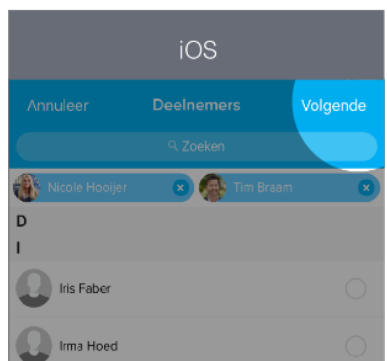 iOS
Annuleer Deelnemers Volgende
Zoeken
Nicole Hooijer Tim Braam
D
I
Iris Faber
Irma Hoed